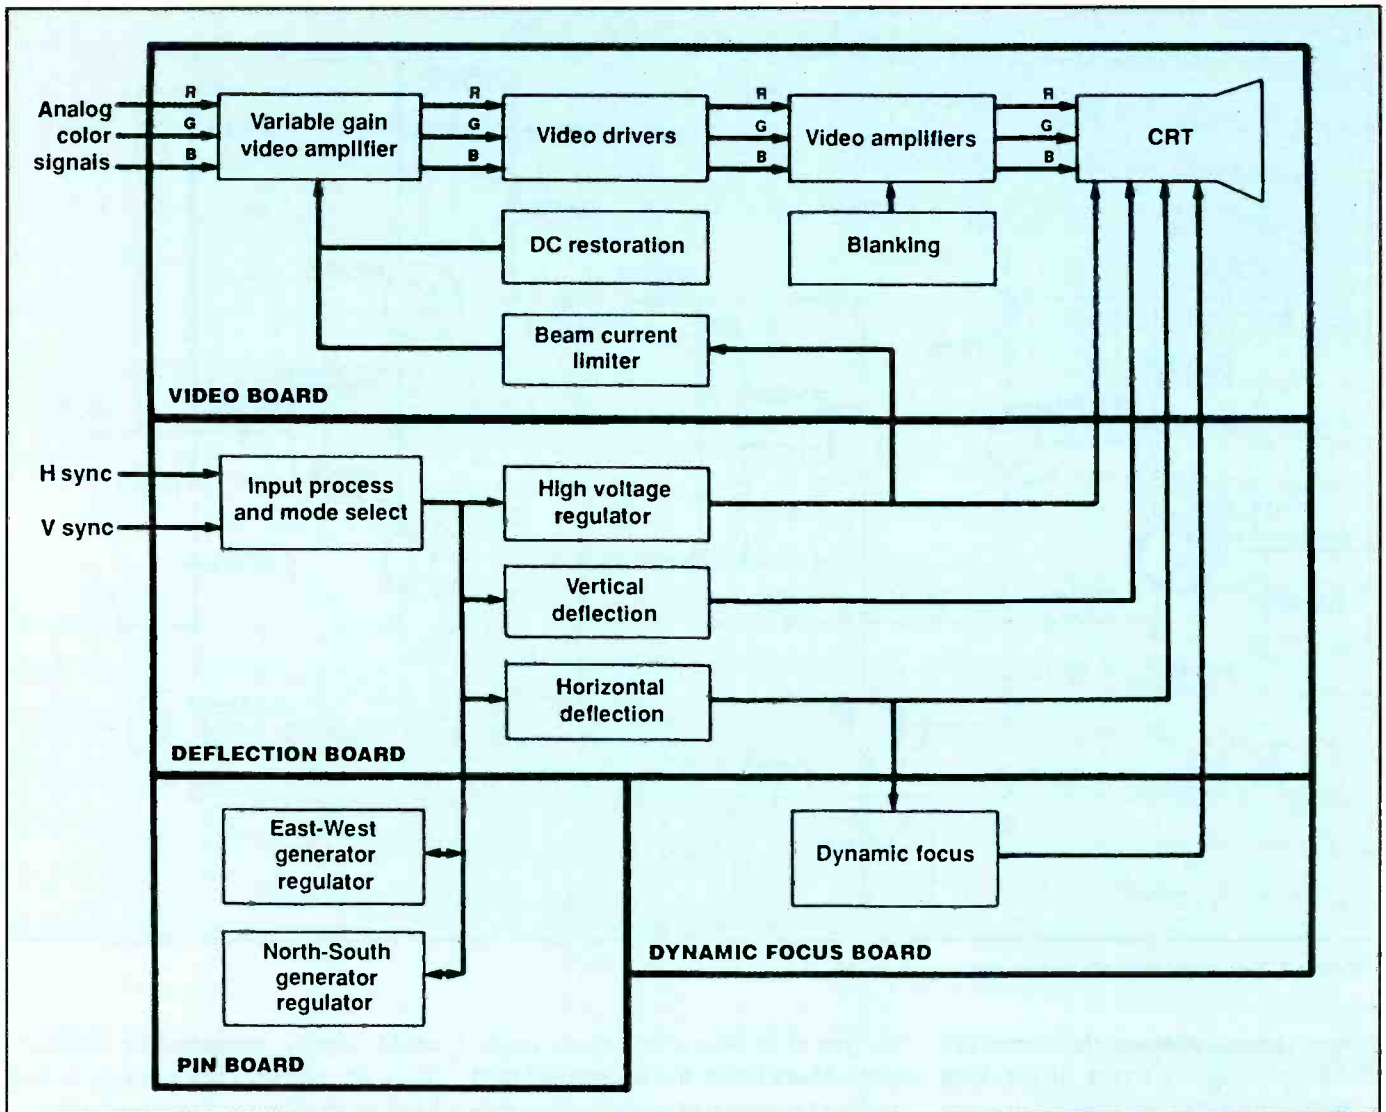 Analog
color
signals
R
G
B
Variable gain
video amplifier
R
G
B
Video drivers
R
G
B
Video amplifiers
R
G
B
CRT
DC restoration
Blanking
Beam current
limiter
VIDEO BOARD
H sync
V sync
Input process
and mode select
High voltage
regulator
Vertical
deflection
Horizontal
deflection
DEFLECTION BOARD
East-West
generator
regulator
North-South
generator
regulator
PIN BOARD
Dynamic focus
DYNAMIC FOCUS BOARD